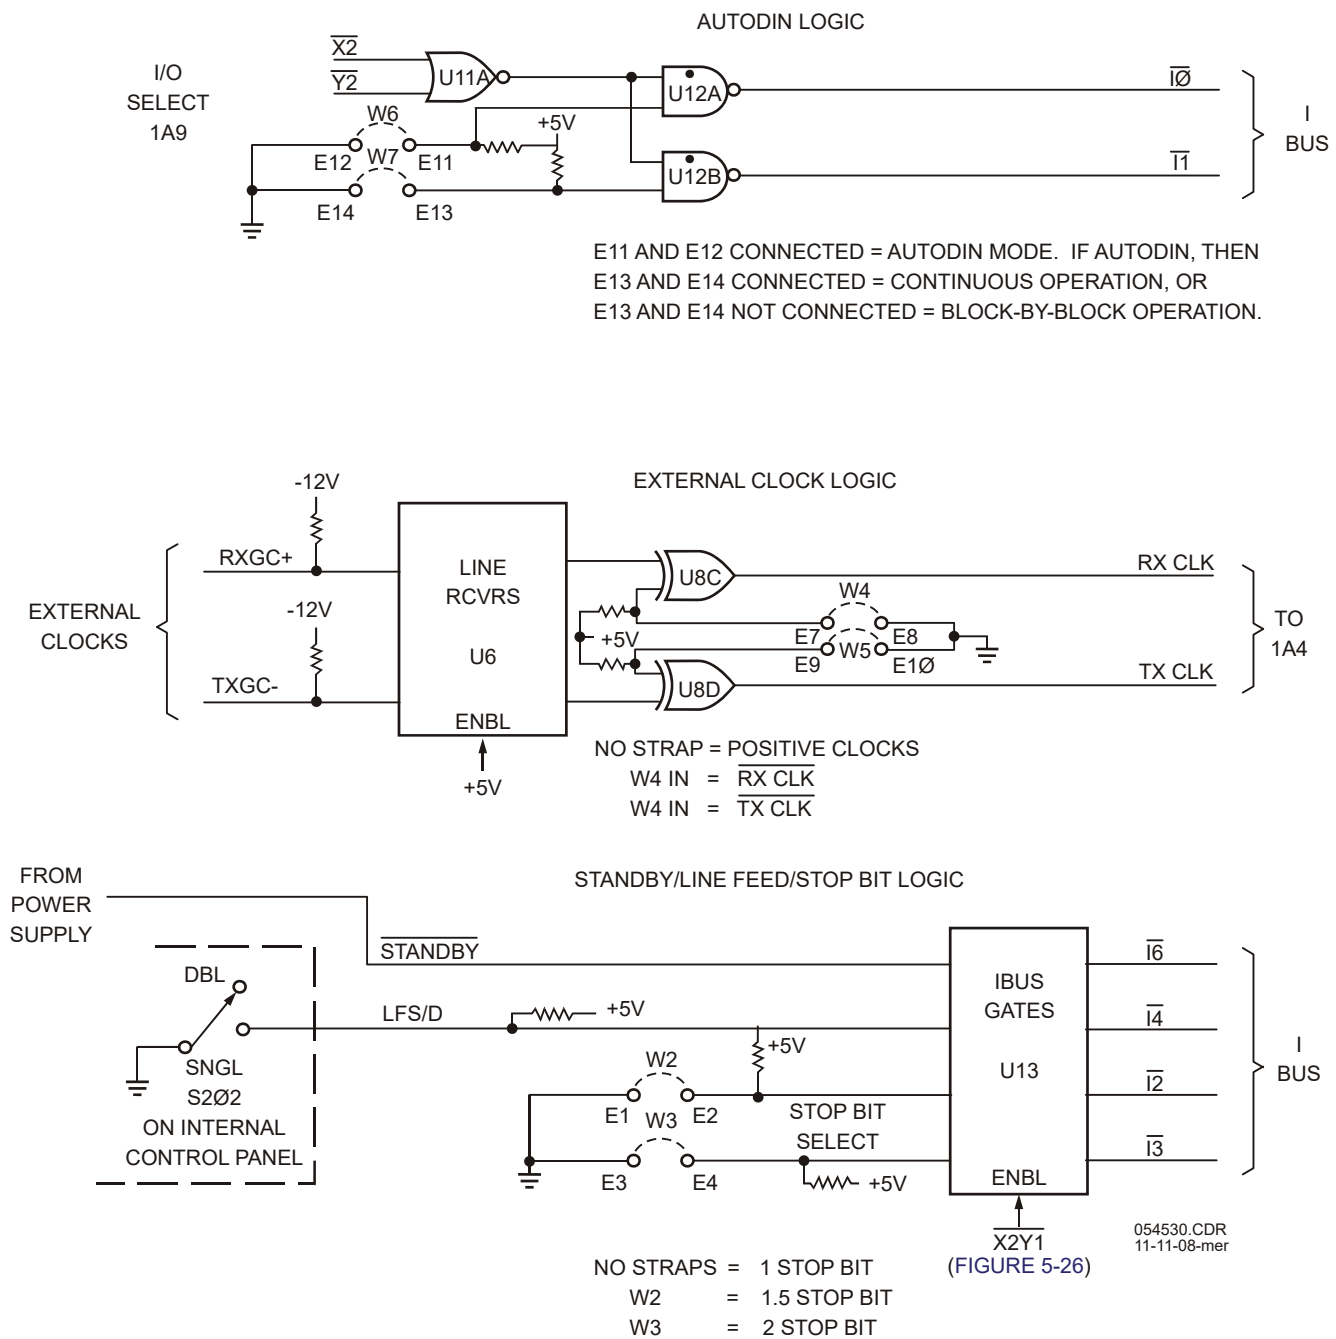 AUTODIN LOGIC
X2
Y2
I/O
SELECT
1A9
U11A
U12A
IØ
I
BUS
W6
+5V
E12
W7
E11
U12B
I1
E14
E13
E11 AND E12 CONNECTED = AUTODIN MODE. IF AUTODIN, THEN
E13 AND E14 CONNECTED = CONTINUOUS OPERATION, OR
E13 AND E14 NOT CONNECTED = BLOCK-BY-BLOCK OPERATION.
EXTERNAL CLOCK LOGIC
-12V
RXGC+
LINE
RCVRS
U6
ENBL
+5V
-12V
EXTERNAL
CLOCKS
TXGC-
U8C
RX CLK
W4
+5V
E7
E8
W5
E9
E1Ø
U8D
TX CLK
TO
1A4
NO STRAP = POSITIVE CLOCKS
W4 IN = RX CLK
W4 IN = TX CLK
STANDBY/LINE FEED/STOP BIT LOGIC
FROM
POWER
SUPPLY
STANDBY
DBL
LFS/D
+5V
SNGL
S2Ø2
ON INTERNAL
CONTROL PANEL
+5V
W2
E1
E2
W3
E3
E4
STOP BIT
SELECT
+5V
IBUS
GATES
U13
ENBL
X2Y1
(FIGURE 5-26)
I6
I4
I2
I3
I
BUS
054530.CDR
11-11-08-mer
NO STRAPS = 1 STOP BIT
W2 = 1.5 STOP BIT
W3 = 2 STOP BIT